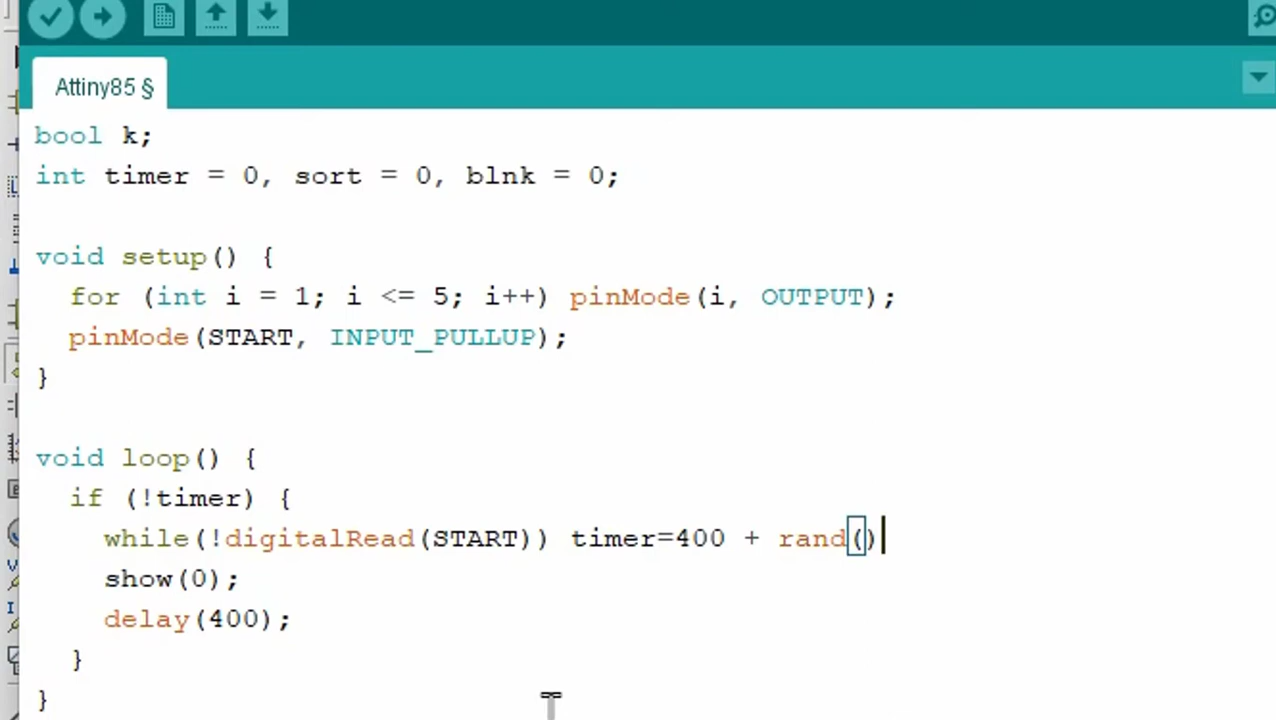 Attiny85 §
bool k;
int timer = 0, sort = 0, blnk = 0;
void setup() {
for (int i = 1; i <= 5; i++) pinMode(i, OUTPUT);
pinMode(START, INPUT_PULLUP);
}
void loop() {
if (!timer) {
while(!digitalRead(START)) timer=400 + rand()
show(0);
delay(400);
}
}